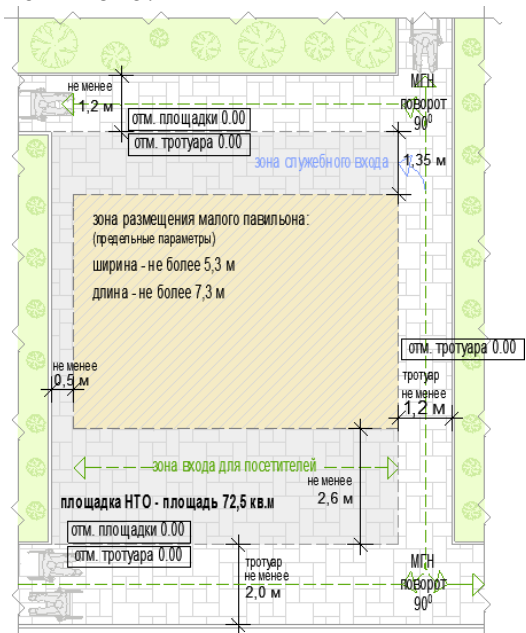 не менее
1,2 м
МГН
поворот
90⁰
отм. площадки 0.00
отм. тротуара 0.00
зона служебного входа
1,35 м
зона размещения малого павильона:
(предельные параметры)
ширина - не более 5,3 м
длина - не более 7,3 м
отм. тротуара 0.00
не менее
0,5 м
тротуар
не менее
1,2 м
зона входа для посетителей
не менее
2,6 м
площадка НТО - площадь 72,5 кв.м
отм. площадки 0.00
отм. тротуара 0.00
тротуар
не менее
2,0 м
МГН
поворот
90⁰